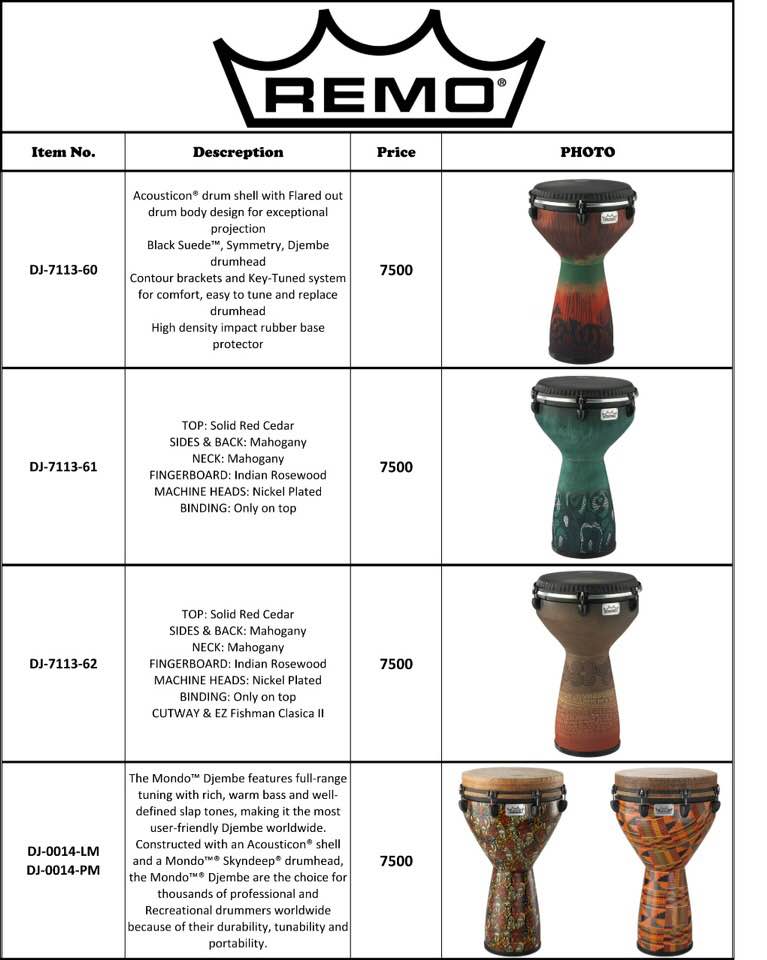 REMO®
Item No.
Descreption
Price
PHOTO
DJ-7113-60
Acousticon® drum shell with Flared out
drum body design for exceptional
projection
Black Suede™, Symmetry, Djembe
drumhead
Contour brackets and Key-Tuned system
for comfort, easy to tune and replace
drumhead
High density impact rubber base
protector
7500
REMO
DJ-7113-61
TOP: Solid Red Cedar
SIDES & BACK: Mahogany
NECK: Mahogany
FINGERBOARD: Indian Rosewood
MACHINE HEADS: Nickel Plated
BINDING: Only on top
7500
REMO
DJ-7113-62
TOP: Solid Red Cedar
SIDES & BACK: Mahogany
NECK: Mahogany
FINGERBOARD: Indian Rosewood
MACHINE HEADS: Nickel Plated
BINDING: Only on top
CUTWAY & EZ Fishman Clasica II
7500
REMO
DJ-0014-LM
DJ-0014-PM
The Mondo™ Djembe features full-range
tuning with rich, warm bass and well-
defined slap tones, making it the most
user-friendly Djembe worldwide.
Constructed with an Acousticon® shell
and a Mondo™® Skyndeep® drumhead,
the Mondo™® Djembe are the choice for
thousands of professional and
Recreational drummers worldwide
because of their durability, tunability and
portability.
7500
REMO
REMO